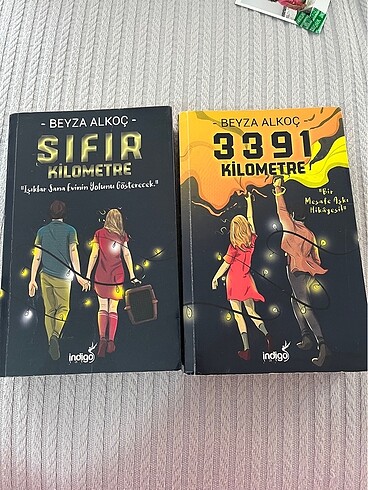 - BEYZA ALKOÇ -
SIFIR
KİLOMETRE
"Işıklar Sana Evinin Yolunu Gösterecek."
indigo
- BEYZA ALKOÇ -
3391
KİLOMETRE
"Bir
Mesafe Aşkı
Hikâyesi"
indigo